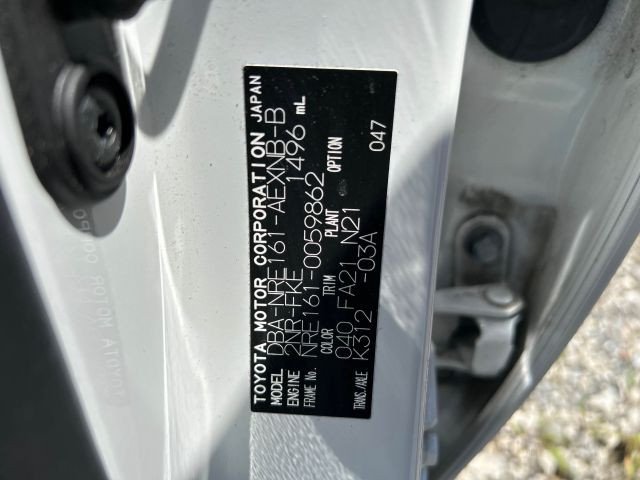 TOYOTA MOTOR CORPORATION JAPAN
MODEL DBA-NRE161-AEXNB-B
ENGINE 2NR-FKE 1496 mL
FRAME No. NRE161-0059862
COLOR TRIM PLANT OPTION
040 FA21 N21 047
TRANS./AXLE K312 -03A